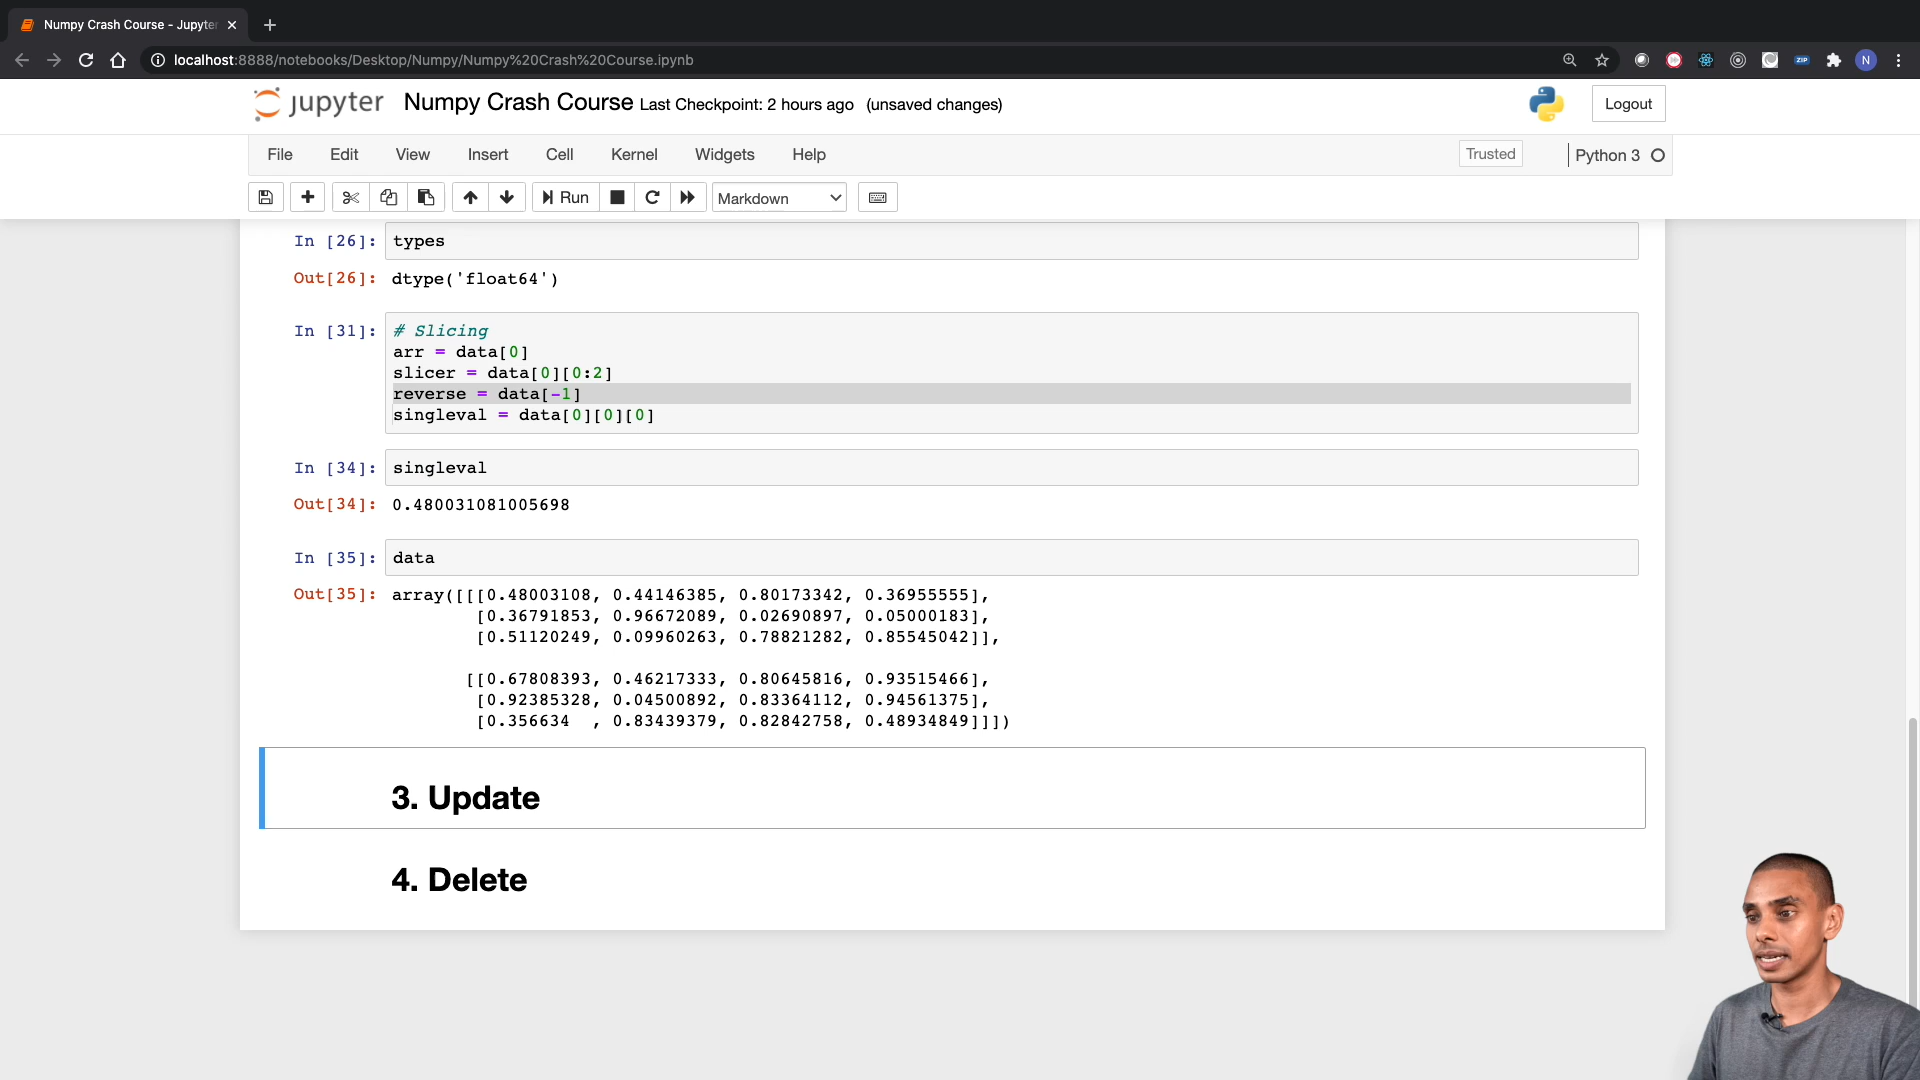 Numpy Crash Course - Jupyter
localhost:8888/notebooks/Desktop/Numpy/Numpy%20Crash%20Course.ipynb
ZIP
N
jupyter Numpy Crash Course Last Checkpoint: 2 hours ago (unsaved changes)
Logout
File Edit View Insert Cell Kernel Widgets Help
Trusted
Python 3
Run
Markdown
In [26]: types
Out[26]: dtype('float64')
In [31]: # Slicing
arr = data[0]
slicer = data[0][0:2]
reverse = data[-1]
singleval = data[0][0][0]
In [34]: singleval
Out[34]: 0.480031081005698
In [35]: data
Out[35]: array([[[0.48003108, 0.44146385, 0.80173342, 0.36955555],
[0.36791853, 0.96672089, 0.02690897, 0.05000183],
[0.51120249, 0.09960263, 0.78821282, 0.85545042]],
[[0.67808393, 0.46217333, 0.80645816, 0.93515466],
[0.92385328, 0.04500892, 0.83364112, 0.94561375],
[0.356634  , 0.83439379, 0.82842758, 0.48934849]]])
3. Update
4. Delete